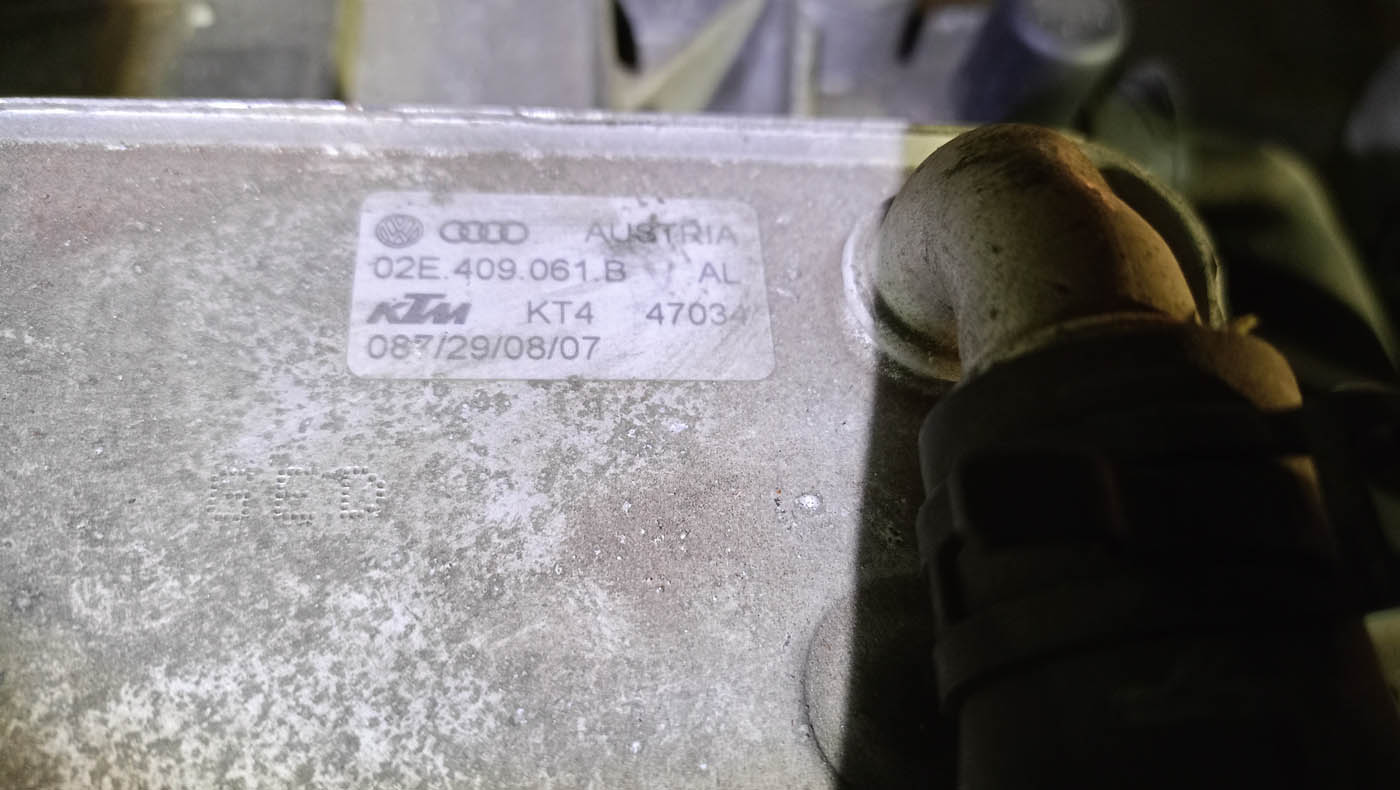 AUSTRIA
02E.409.061.B AL
KTM KT4 47034
087/29/08/07